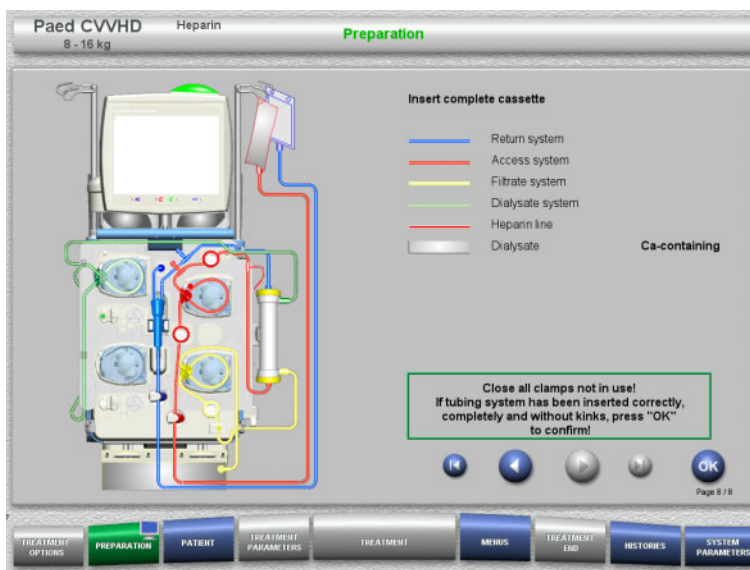 Paed CVVHD
Heparin
8 - 16 kg
Preparation
Insert complete cassette
Return system
Access system
Filtrate system
Dialysate system
Heparin line
Dialysate
Ca-containing
Close all clamps not in use!
If tubing system has been inserted correctly,
completely and without kinks, press "OK"
to confirm!
OK
Page 8 / 8
TREATMENT
OPTIONS
PREPARATION
PATIENT
TREATMENT
PARAMETERS
TREATMENT
MENUS
TREATMENT
END
HISTORIES
SYSTEM
PARAMETERS